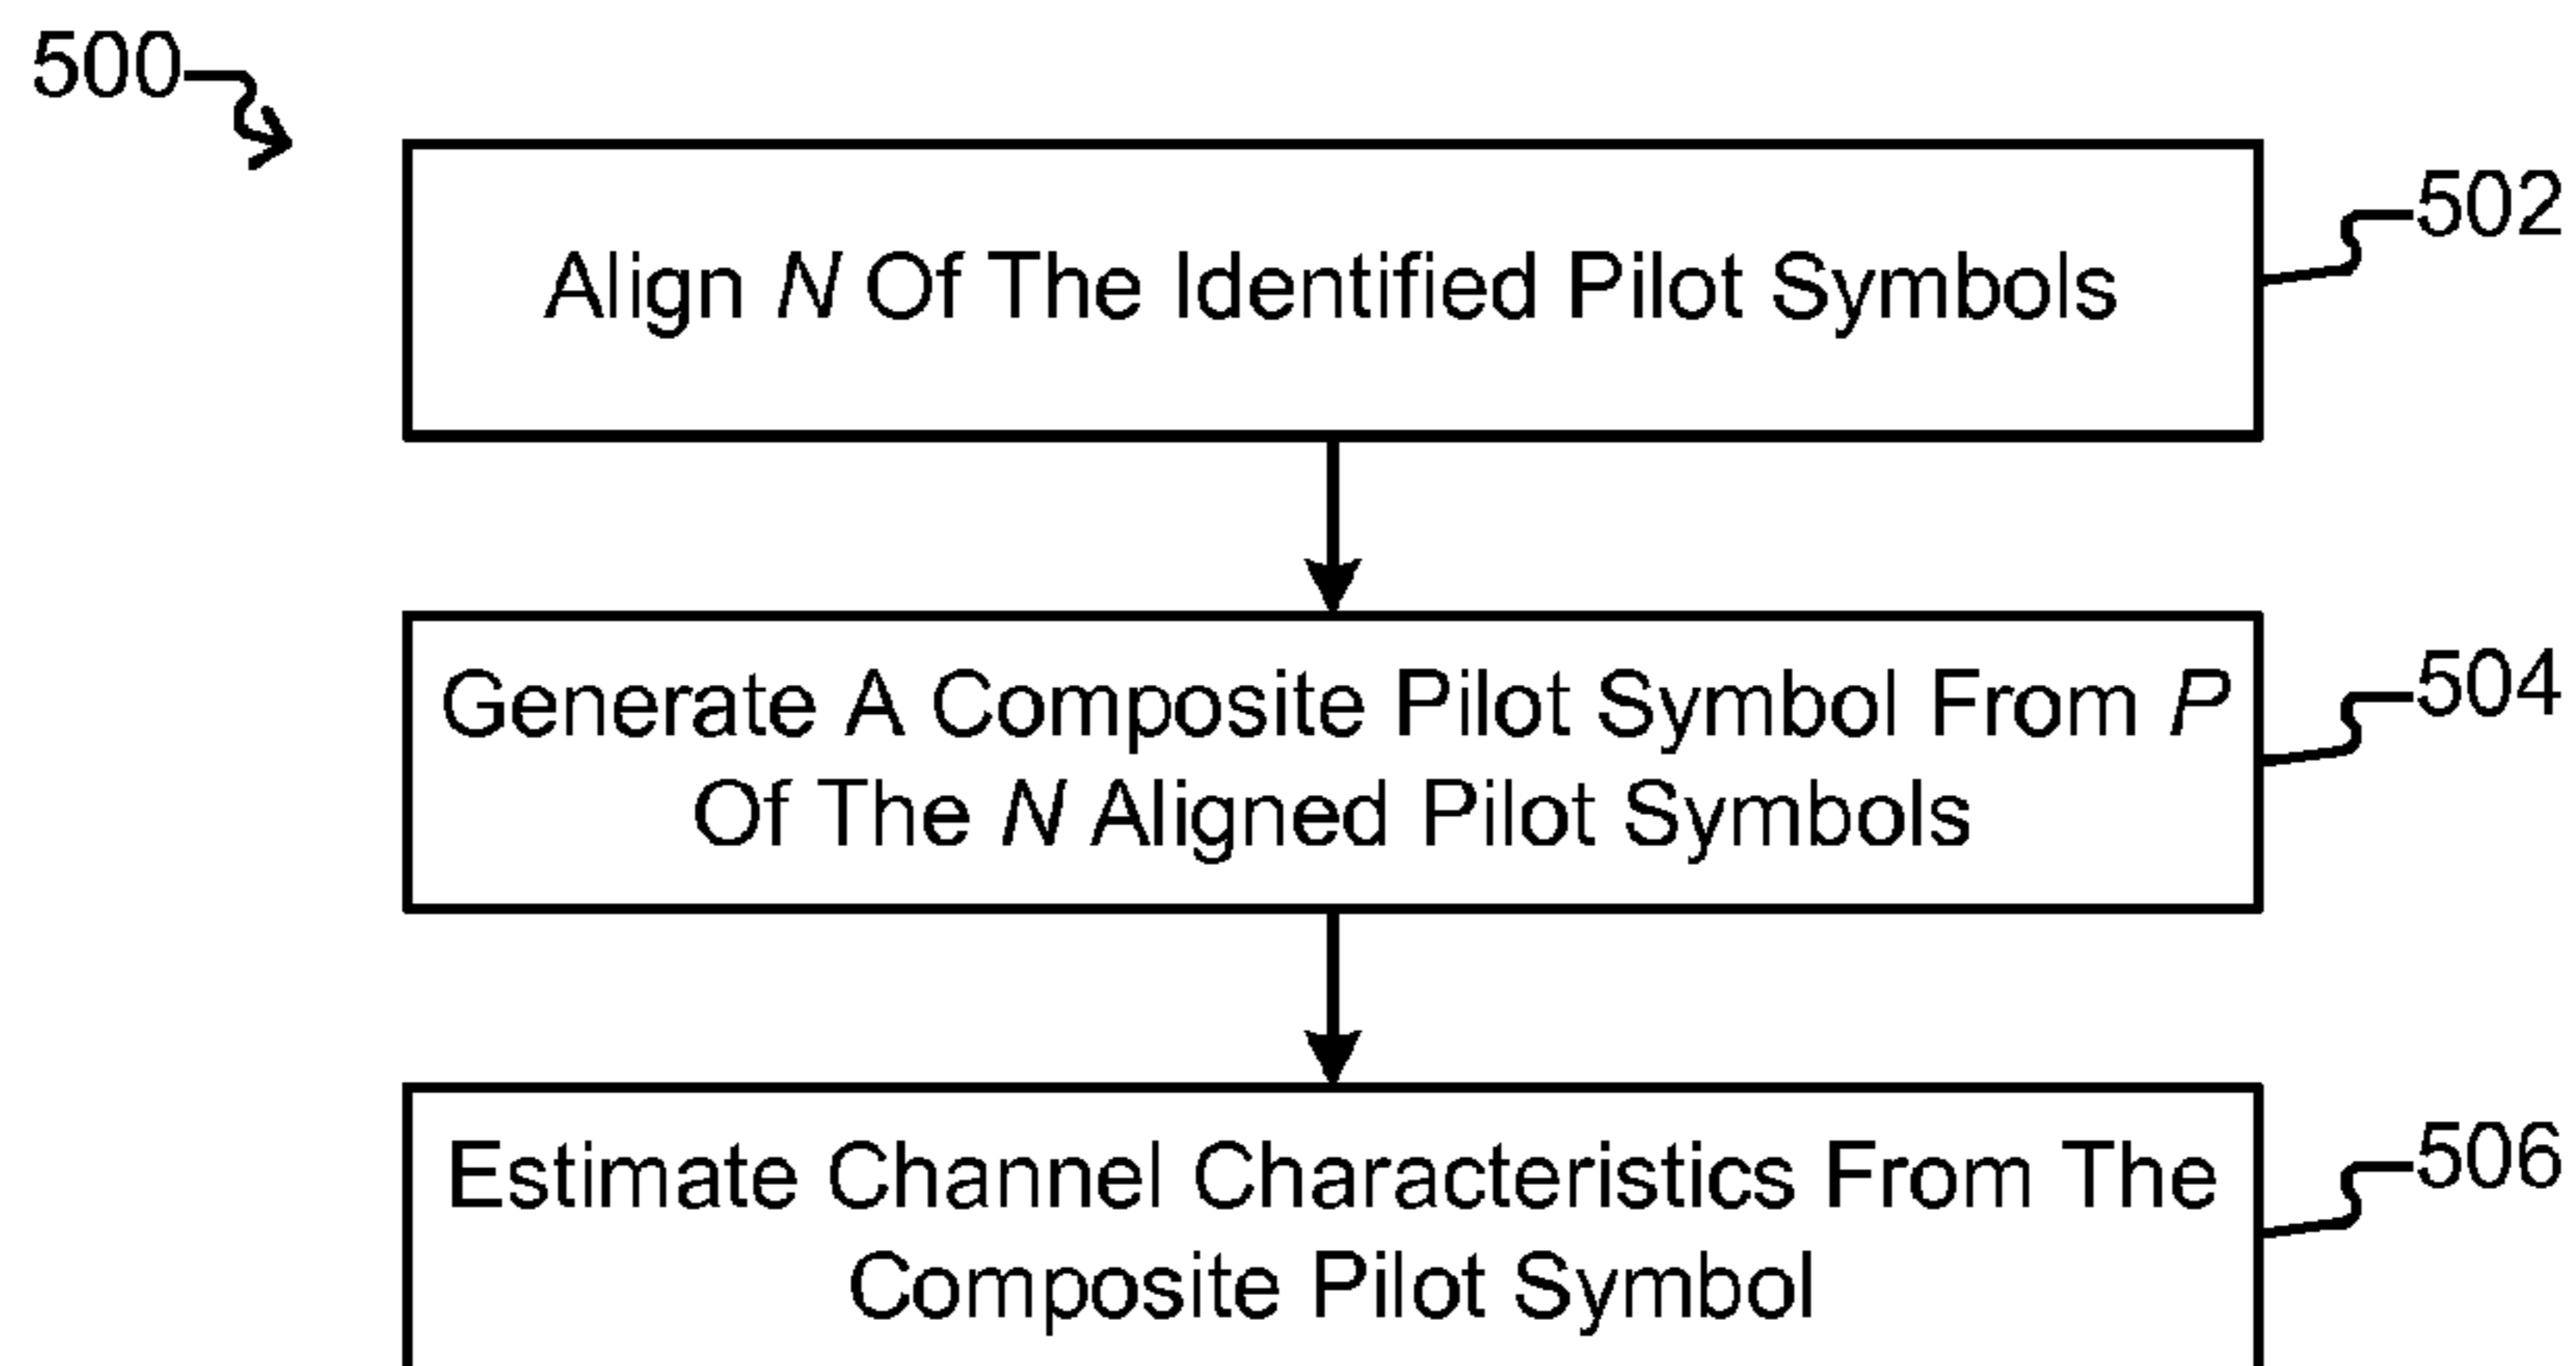 500
502
Align N Of The Identified Pilot Symbols
504
Generate A Composite Pilot Symbol From P
Of The N Aligned Pilot Symbols
506
Estimate Channel Characteristics From The
Composite Pilot Symbol